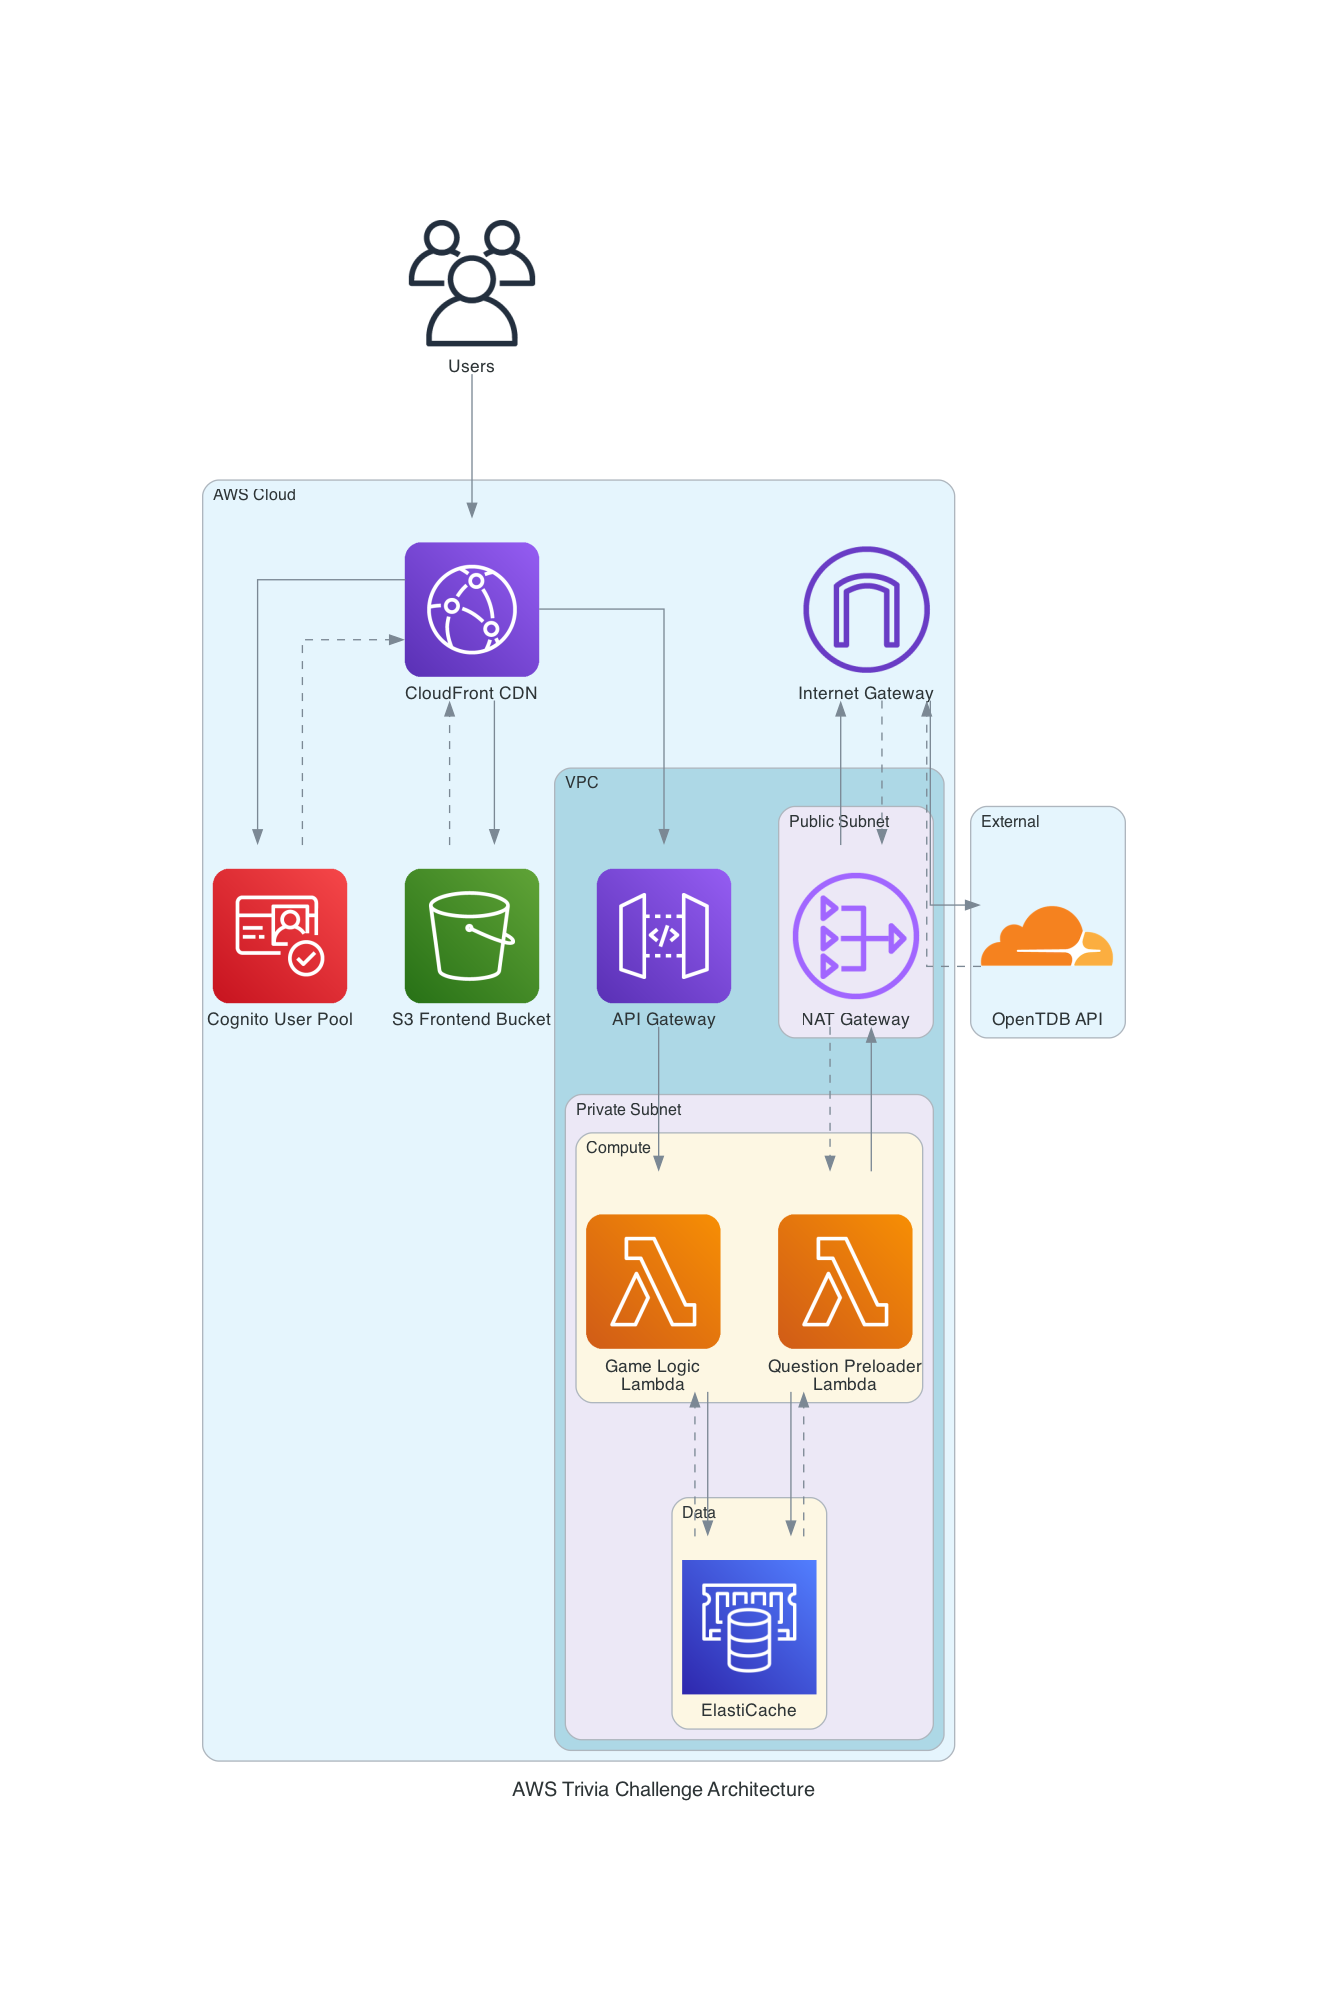 Users
AWS Cloud
CloudFront CDN
Internet Gateway
VPC
Public Subnet
External
Cognito User Pool
S3 Frontend Bucket
API Gateway
NAT Gateway
OpenTDB API
Private Subnet
Compute
Game Logic
Lambda
Question Preloader
Lambda
Data
ElastiCache
AWS Trivia Challenge Architecture